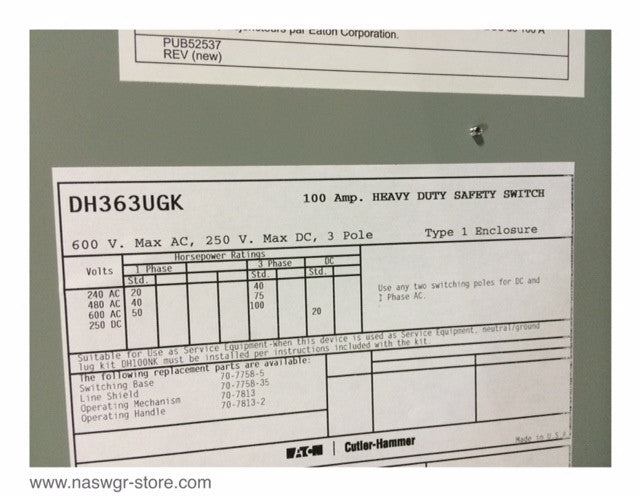 par Eaton Corporation.
PUB52537
REV (new)
DH363UGK 100 Amp. HEAVY DUTY SAFETY SWITCH
600 V. Max AC, 250 V. Max DC, 3 Pole Type 1 Enclosure
Horsepower Ratings
Volts 1 Phase 3 Phase DC
Std. Std. Std.
240 AC 20 40
480 AC 40 75
600 AC 50 100
250 DC 20
Use any two switching poles for DC and
1 Phase AC.
Suitable for Use as Service Equipment-When this device is used as Service Equipment, neutral/ground
lug kit DH100NK must be installed per instructions included with the kit.
The following replacement parts are available:
Switching Base 70-7758-5
Line Shield 70-7758-35
Operating Mechanism 70-7813
Operating Handle 70-7813-2
EATON | Cutler-Hammer
Made in U.S.A.
www.naswgr-store.com